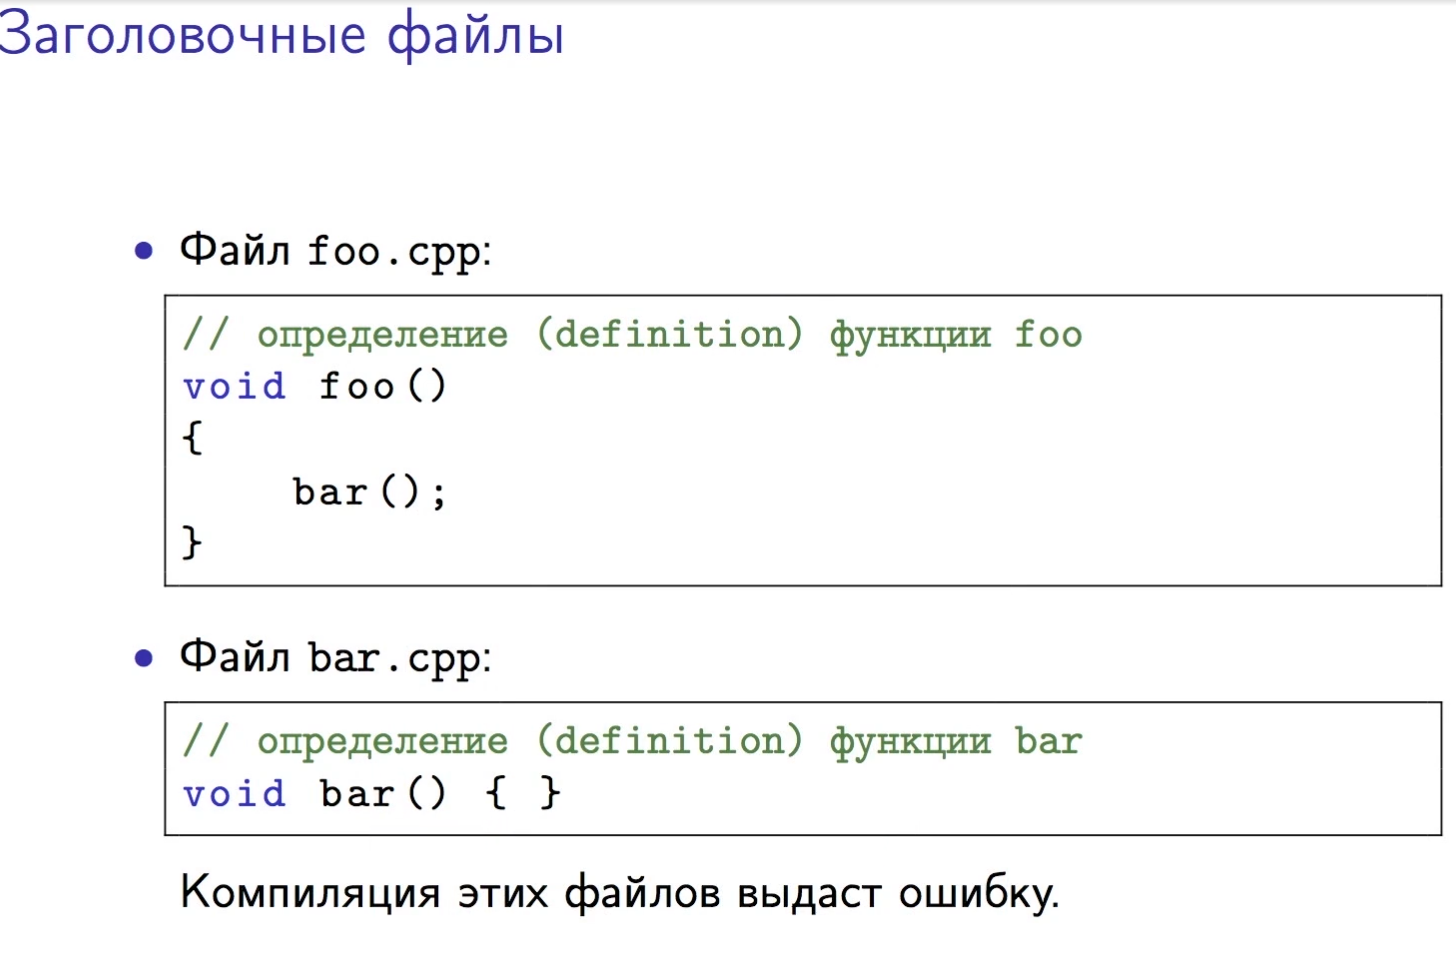 Заголовочные файлы
• Файл foo.cpp:
// определение (definition) функции foo
void foo()
{
    bar();
}
• Файл bar.cpp:
// определение (definition) функции bar
void bar() { }
Компиляция этих файлов выдаст ошибку.